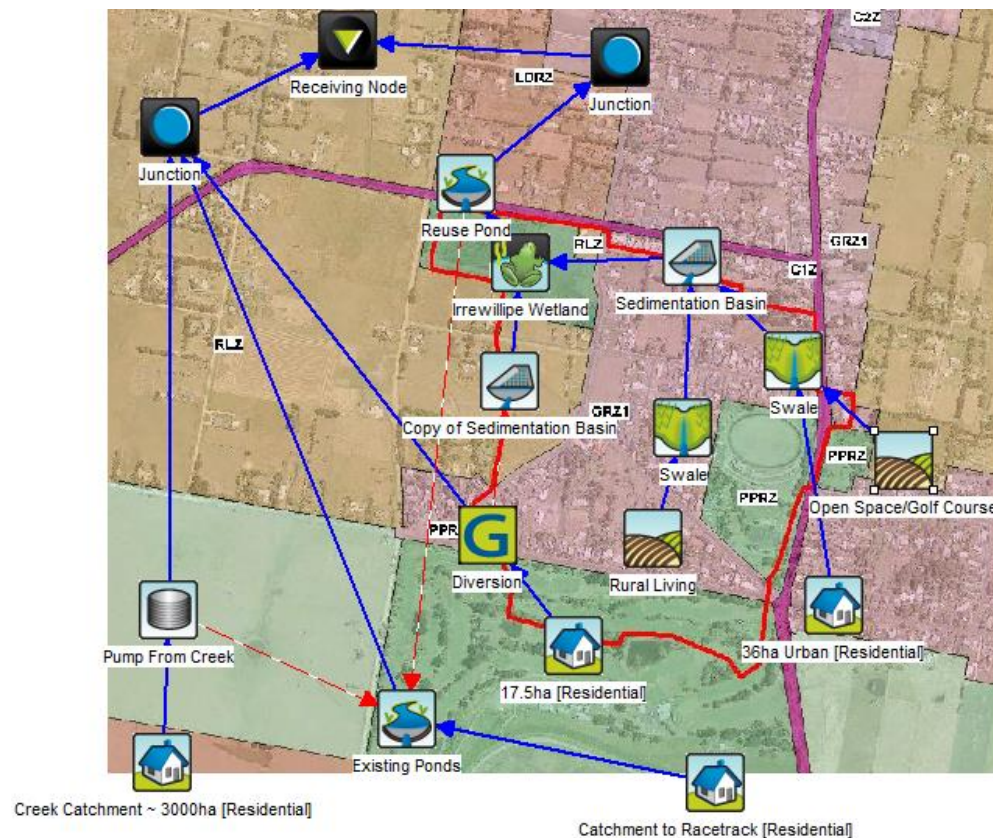 C2Z
LDRZ
Receiving Node
Junction
Junction
Reuse Pond
RLZ
GRZ1
C1Z
Irrewillipe Wetland
Sedimentation Basin
RLZ
Copy of Sedimentation Basin
GRZ1
Swale
Swale
PPRZ
PPRZ
Open Space/Golf Course
PPR
G
Diversion
Rural Living
Pump From Creek
36ha Urban [Residential]
17.5ha [Residential]
Existing Ponds
Creek Catchment ~ 3000ha [Residential]
Catchment to Racetrack [Residential]